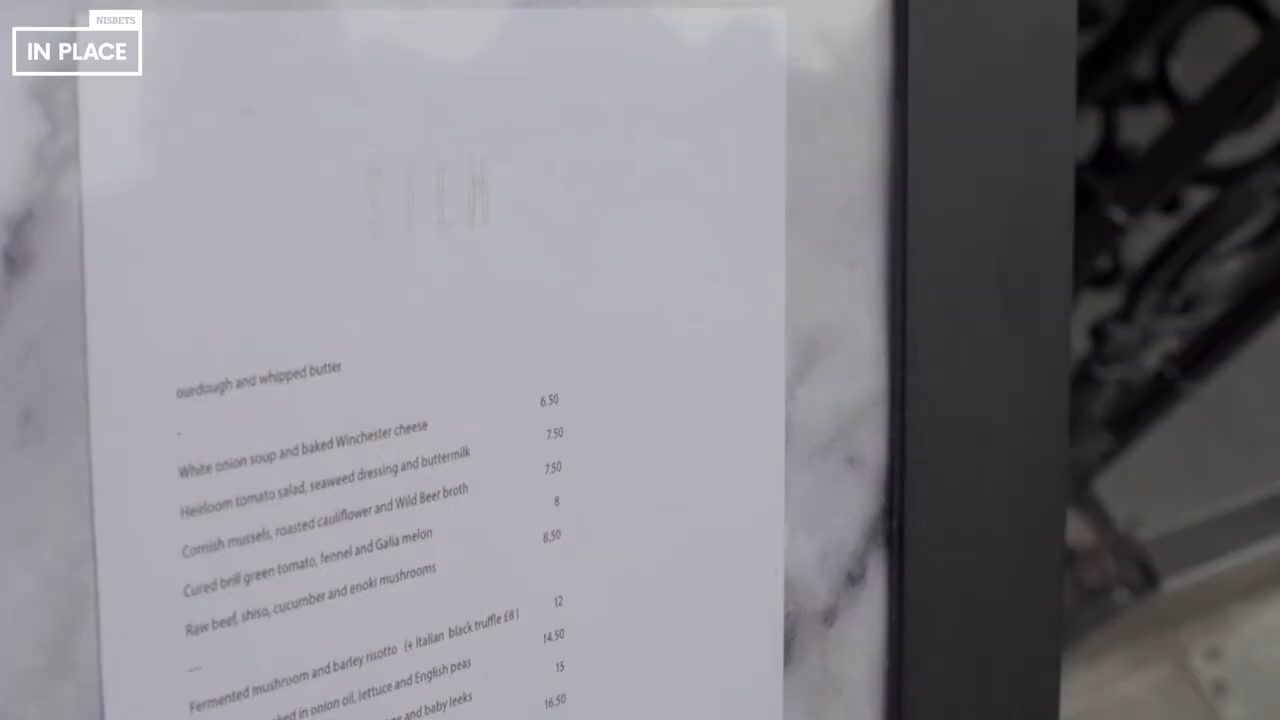 NISBETS
IN PLACE
STEM
ourdough and whipped butter
-
White onion soup and baked Winchester cheese 6.50
Heirloom tomato salad, seaweed dressing and buttermilk 7.50
Cornish mussels, roasted cauliflower and Wild Beer broth 7.50
Cured brill green tomato, fennel and Galia melon 8
Raw beef, shiso, cucumber and enoki mushrooms 8.50
—
Fermented mushroom and barley risotto (+ Italian black truffle £8) 12
in onion oil, lettuce and English peas 14.50
and baby leeks 15
16.50